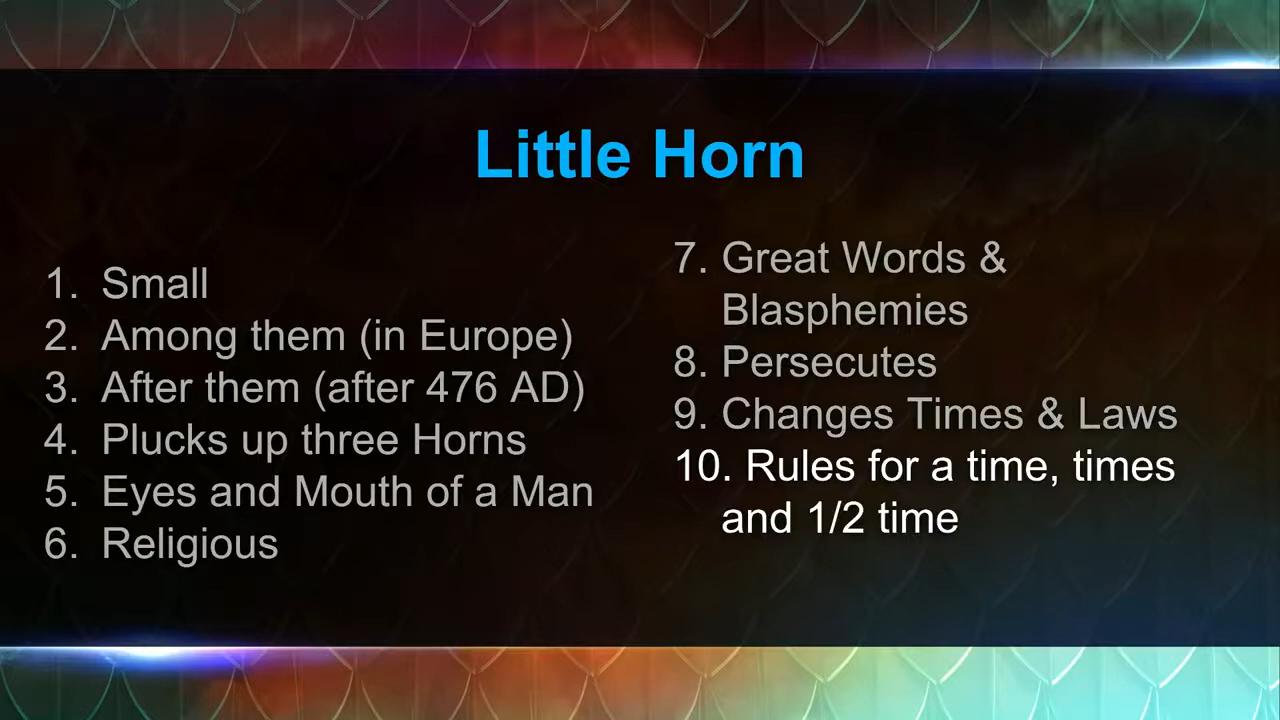 Little Horn
1. Small
2. Among them (in Europe)
3. After them (after 476 AD)
4. Plucks up three Horns
5. Eyes and Mouth of a Man
6. Religious
7. Great Words &
Blasphemies
8. Persecutes
9. Changes Times & Laws
10. Rules for a time, times
and 1/2 time